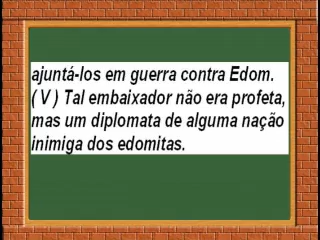 ajuntá-los em guerra contra Edom.
( V ) Tal embaixador não era profeta,
mas um diplomata de alguma nação
inimiga dos edomitas.